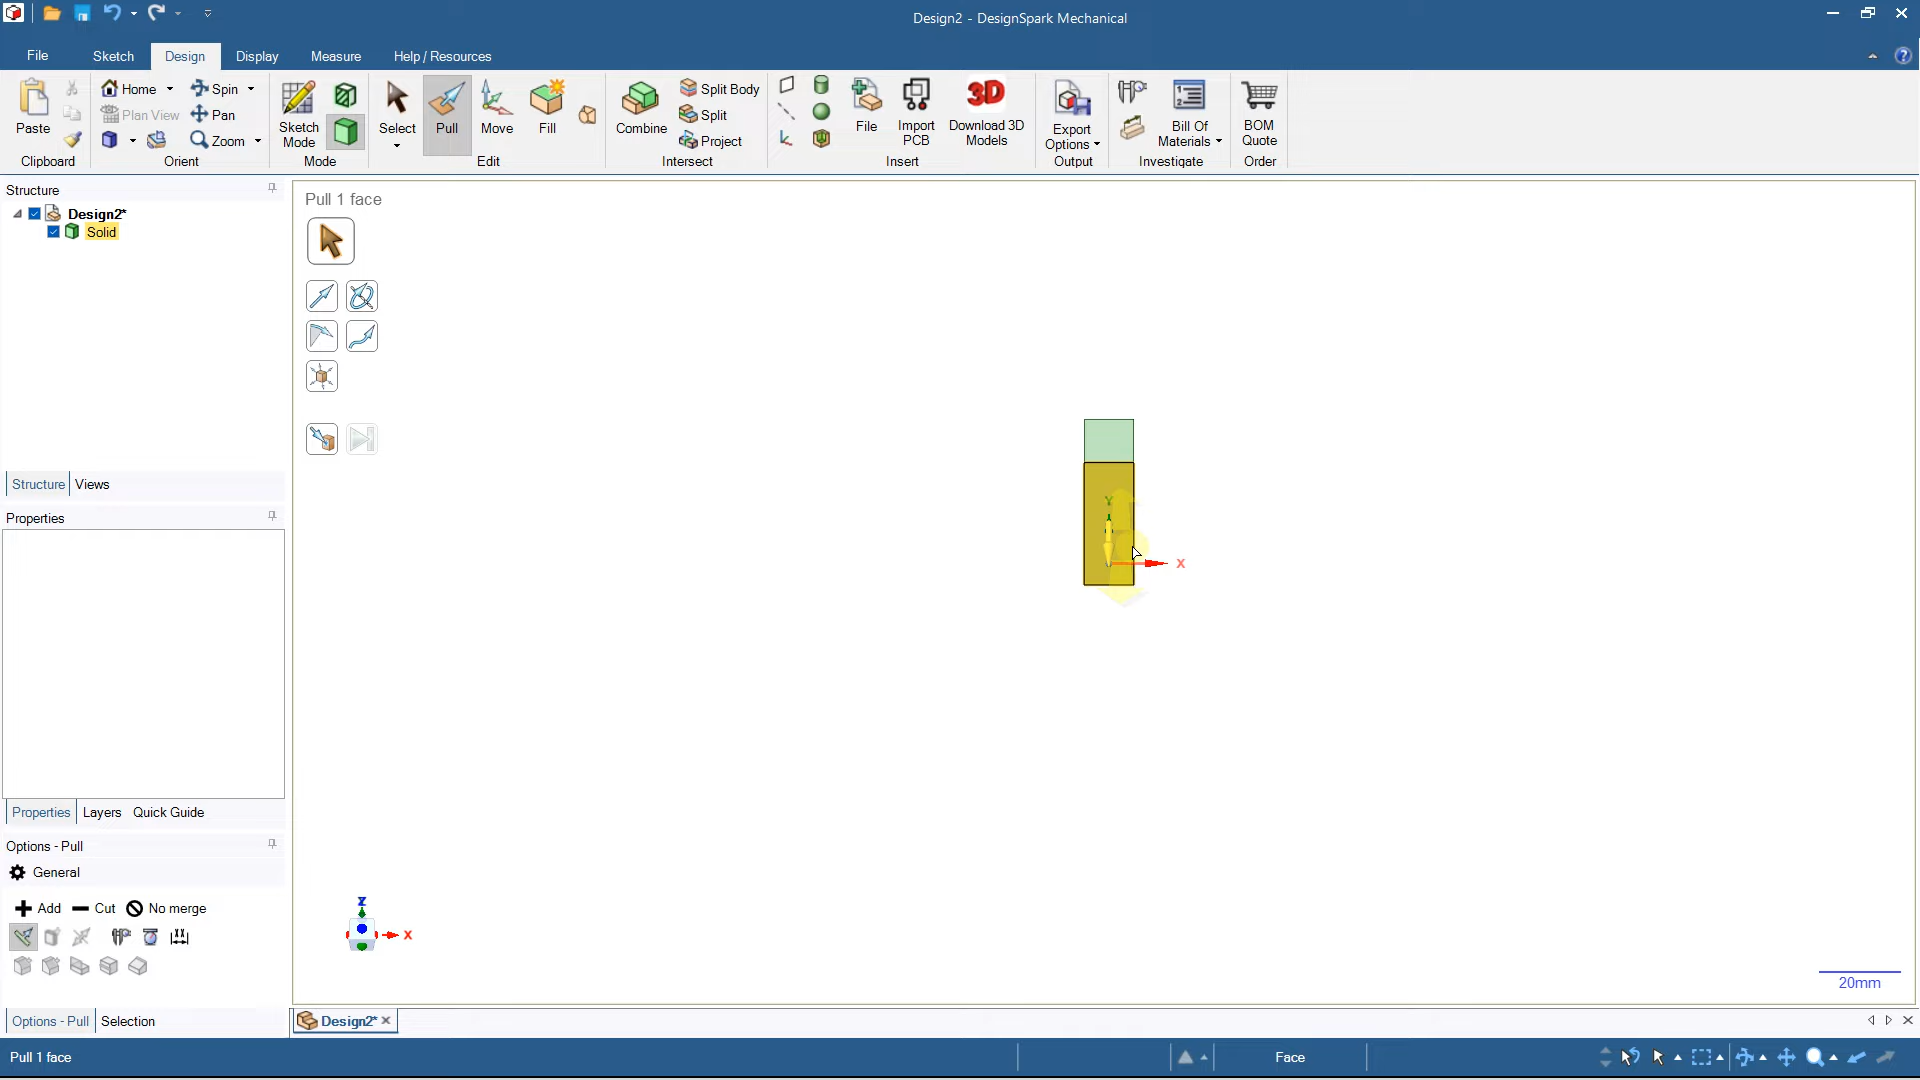 Design2 - DesignSpark Mechanical
File
Sketch
Design
Display
Measure
Help / Resources
Paste
Clipboard
Home
Plan View
Spin
Pan
Zoom
Orient
Sketch
Mode
Mode
Select
Pull
Move
Fill
Edit
Combine
Split Body
Split
Project
Intersect
File
Import
PCB
Download 3D
Models
3D
Insert
Export
Options
Output
Bill Of
Materials
Investigate
BOM
Quote
Order
Structure
Design2*
Solid
Structure
Views
Properties
Properties
Layers
Quick Guide
Options - Pull
General
Add
Cut
No merge
Options - Pull
Selection
Pull 1 face
Y
X
Z
X
20mm
Design2*
Pull 1 face
Face